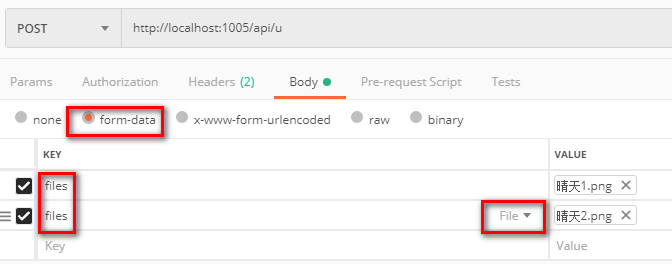 POST http://localhost:1005/api/u
Params Authorization Headers (2) Body Pre-request Script Tests
none form-data x-www-form-urlencoded raw binary
KEY VALUE
files 晴天1.png
files File 晴天2.png
Key Value